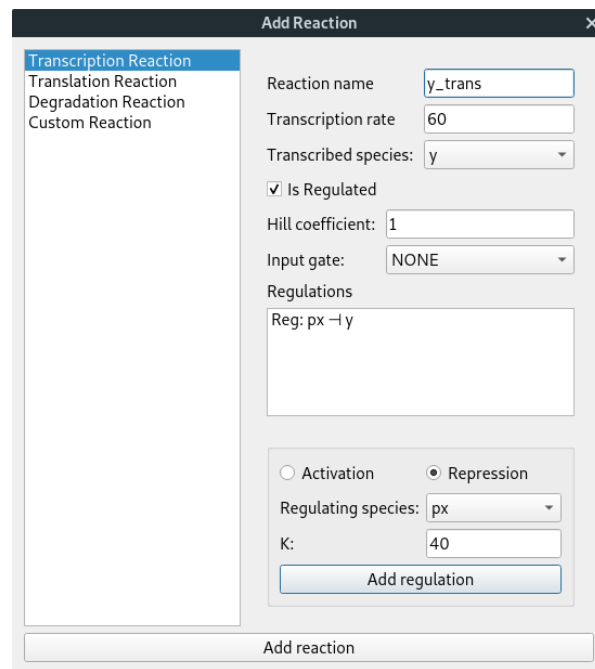 Add Reaction
Transcription Reaction
Translation Reaction
Degradation Reaction
Custom Reaction
Reaction name y_trans
Transcription rate 60
Transcribed species: y
Is Regulated
Hill coefficient: 1
Input gate: NONE
Regulations
Reg: px ⊣ y
Activation Repression
Regulating species: px
K: 40
Add regulation
Add reaction